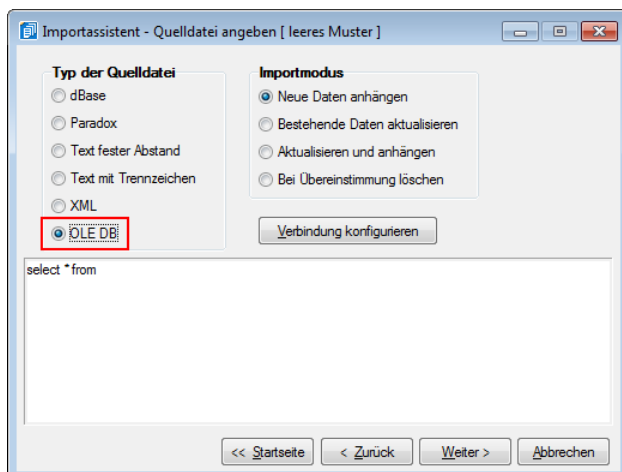 Importassistent - Quelldatei angeben [ leeres Muster ]
Typ der Quelldatei
dBase
Paradox
Text fester Abstand
Text mit Trennzeichen
XML
OLE DB
Importmodus
Neue Daten anhängen
Bestehende Daten aktualisieren
Aktualisieren und anhängen
Bei Übereinstimmung löschen
Verbindung konfigurieren
select * from
<< Startseite
< Zurück
Weiter >
Abbrechen